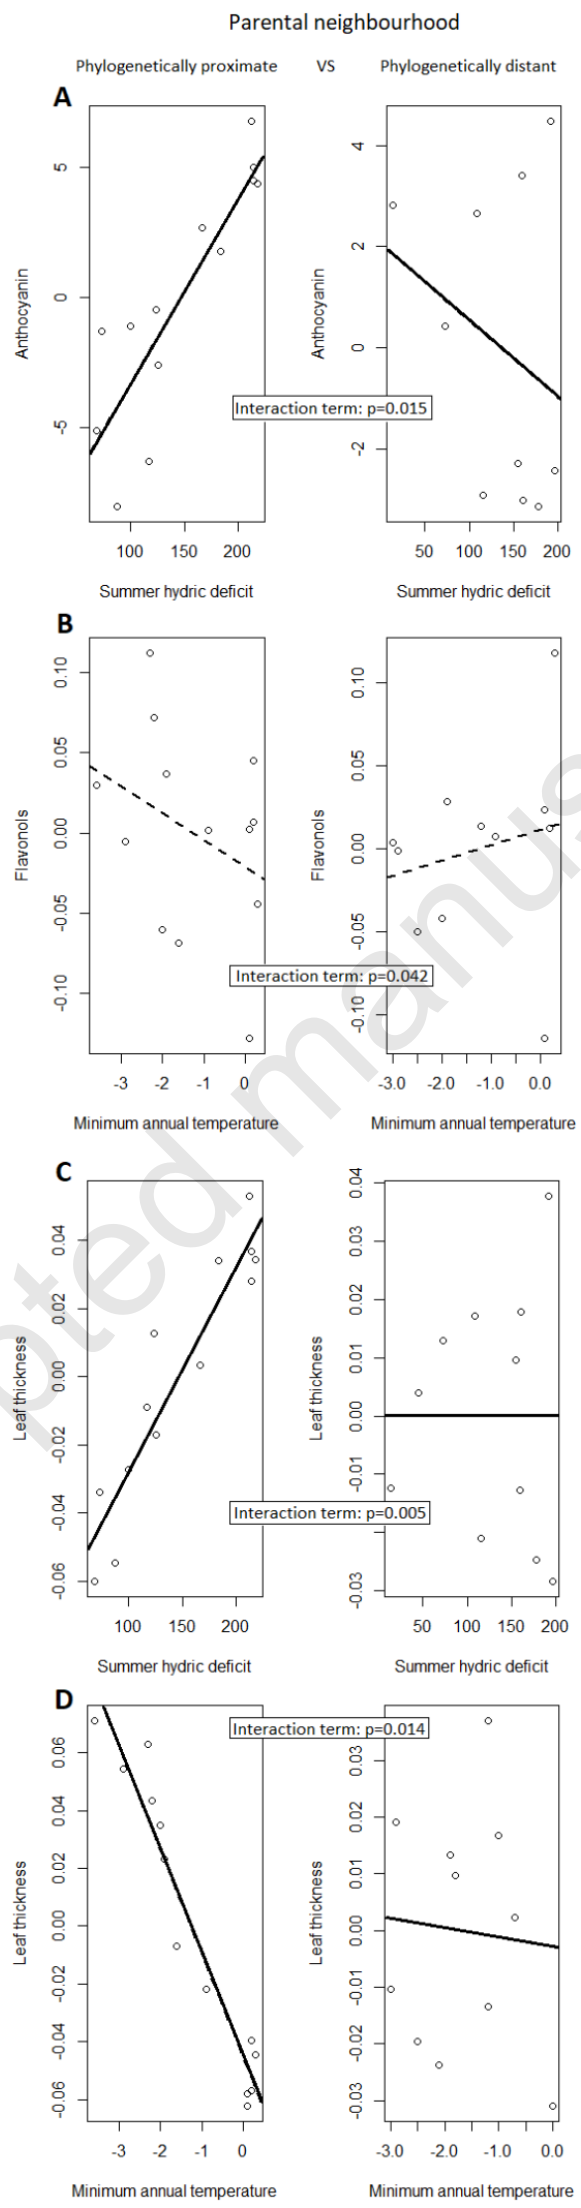 Parental neighbourhood
Phylogenetically proximate VS Phylogenetically distant
A
Anthocyanin
5
0
-5
100 150 200
Summer hydric deficit
Anthocyanin
4
2
0
-2
50 100 150 200
Summer hydric deficit
Interaction term: p=0.015
B
Flavonols
0.10
0.05
0.00
-0.05
-0.10
-3 -2 -1 0
Minimum annual temperature
Flavonols
0.10
0.05
0.00
-0.05
-0.10
-3.0 -2.0 -1.0 0.0
Minimum annual temperature
Interaction term: p=0.042
C
Leaf thickness
0.04
0.02
0.00
-0.02
-0.04
-0.06
100 150 200
Summer hydric deficit
Leaf thickness
0.04
0.03
0.02
0.01
0.00
-0.01
-0.03
50 100 150 200
Summer hydric deficit
Interaction term: p=0.005
D
Leaf thickness
0.06
0.04
0.02
0.00
-0.02
-0.04
-0.06
-3 -2 -1 0
Minimum annual temperature
Leaf thickness
0.03
0.02
0.01
0.00
-0.01
-0.02
-0.03
-3.0 -2.0 -1.0 0.0
Minimum annual temperature
Interaction term: p=0.014
pted manus